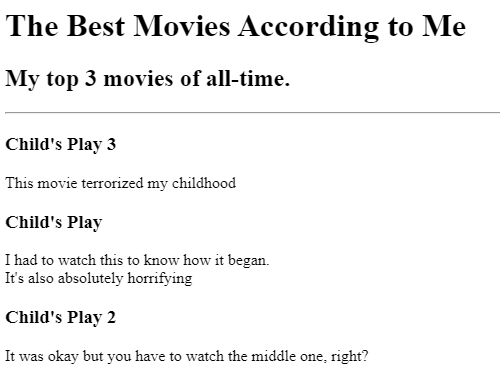 The Best Movies According to Me
My top 3 movies of all-time.
Child's Play 3
This movie terrorized my childhood
Child's Play
I had to watch this to know how it began.
It's also absolutely horrifying
Child's Play 2
It was okay but you have to watch the middle one, right?